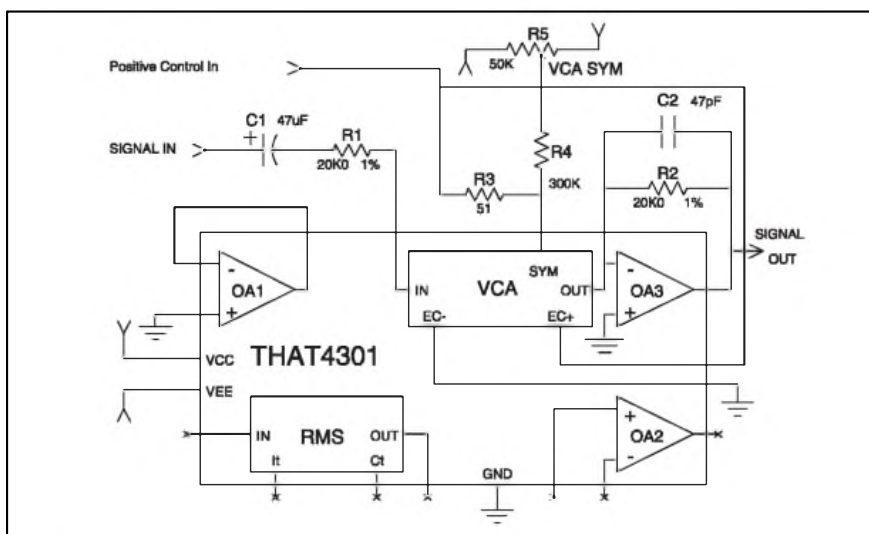 R5
50K
VCA SYM
Positive Control In
C1 47uF
+
SIGNAL IN
R1
20K0 1%
R4
300K
R3
51
C2 47pF
R2
20K0 1%
SIGNAL
OUT
-
OA1
+
SYM
IN
VCA
OUT
EC-
EC+
-
OA3
+
VCC
THAT4301
VEE
IN
RMS
OUT
It
Ct
GND
+
OA2
-